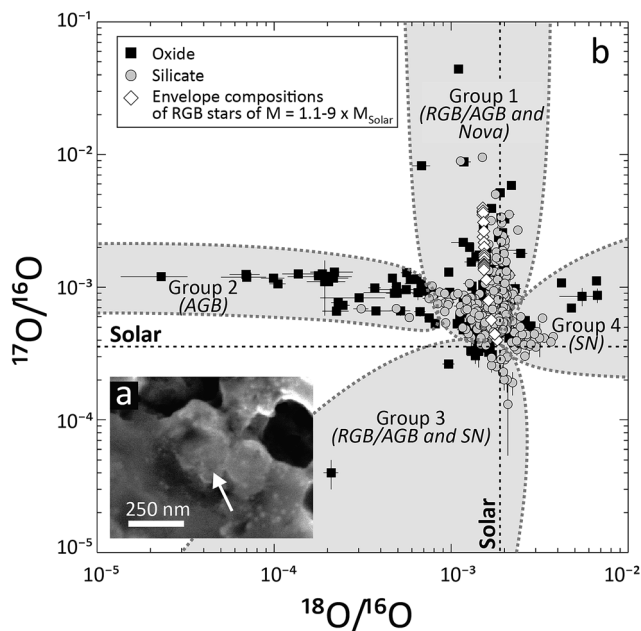 b
Oxide
Silicate
Envelope compositions
of RGB stars of M = 1.1-9 x M_Solar
Group 1
(RGB/AGB and
Nova)
Group 2
(AGB)
Group 4
(SN)
Solar
Group 3
(RGB/AGB and SN)
Solar
a
250 nm
10⁻¹
10⁻²
10⁻³
10⁻⁴
10⁻⁵
¹⁷O/¹⁶O
10⁻⁵
10⁻⁴
10⁻³
10⁻²
¹⁸O/¹⁶O